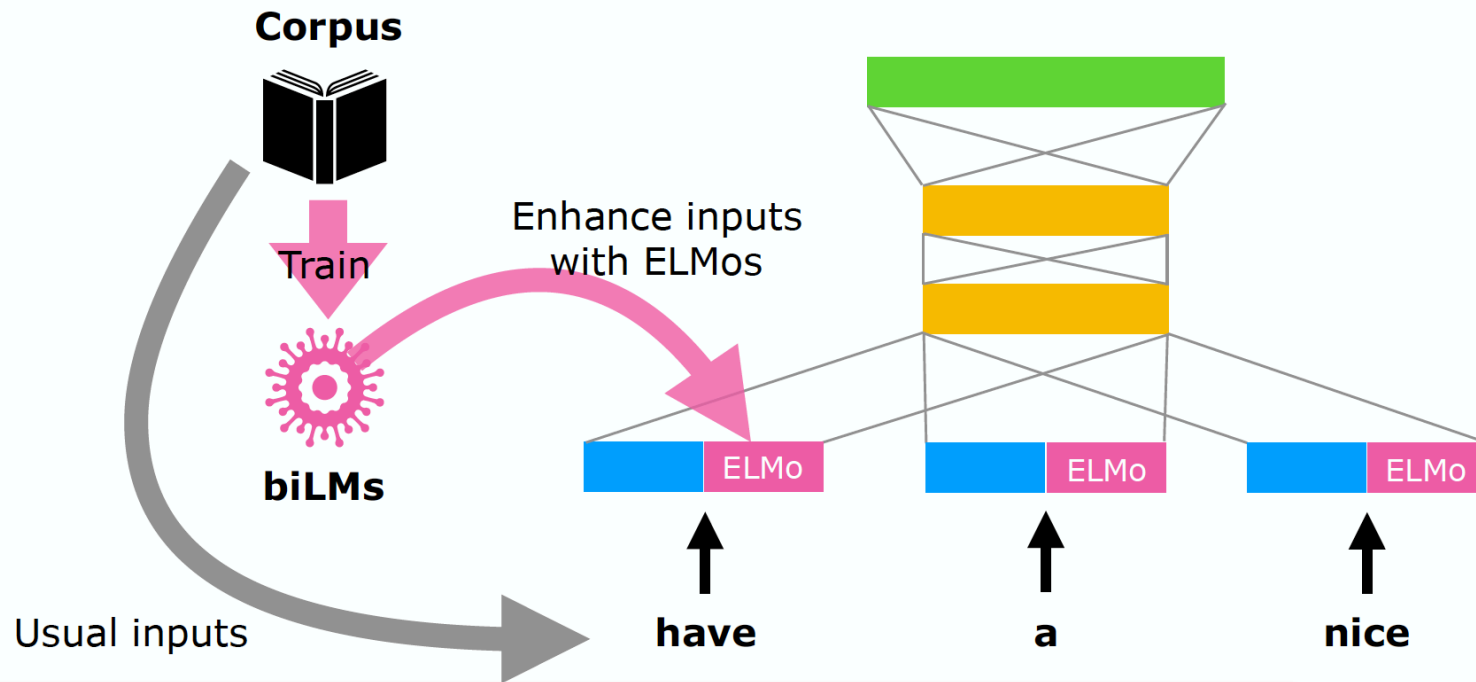 Corpus
Train
Enhance inputs
with ELMos
biLMs
ELMo
ELMo
ELMo
Usual inputs
have
a
nice